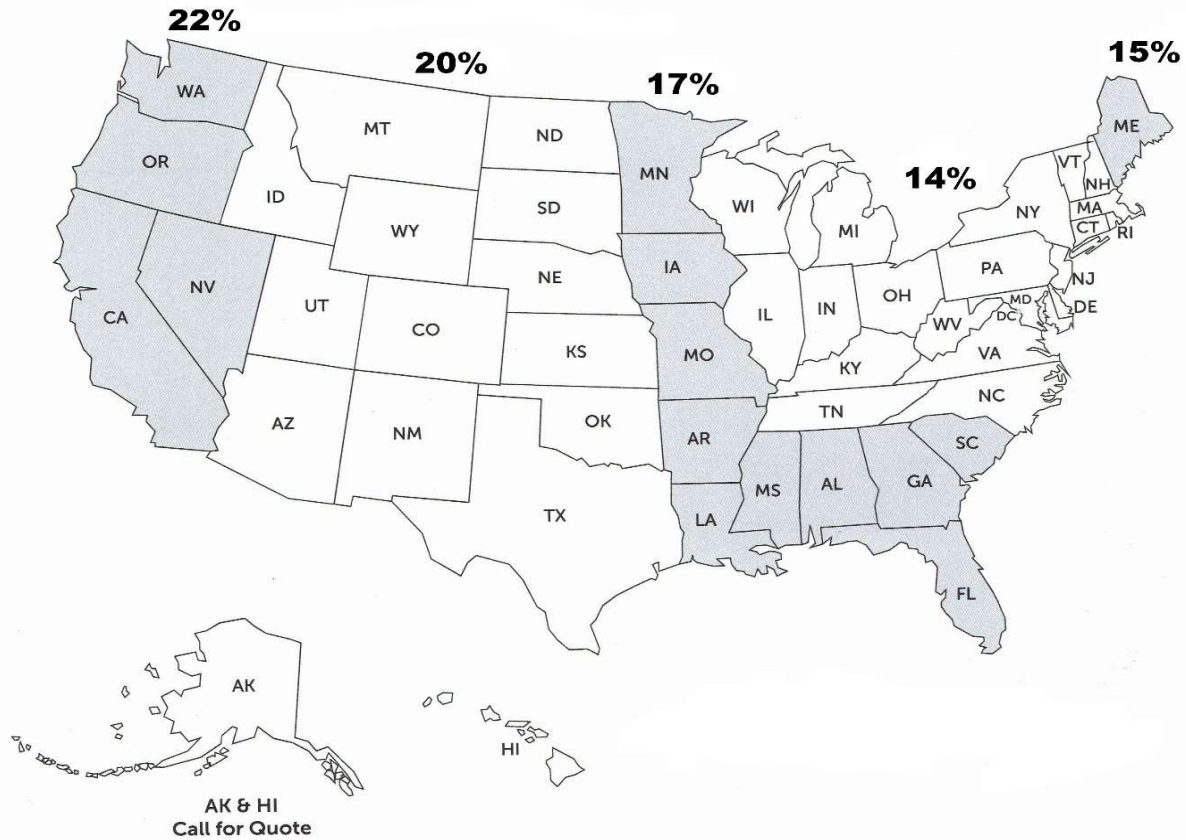 22%
20%
17%
15%
14%
WA
OR
CA
NV
ID
MT
WY
UT
CO
AZ
NM
ND
SD
NE
KS
OK
TX
MN
IA
MO
AR
LA
WI
IL
MI
IN
OH
KY
TN
MS
AL
GA
FL
SC
NC
VA
WV
PA
NY
VT
NH
ME
MA
CT
RI
NJ
DE
MD
DC
AK
HI
AK & HI
Call for Quote